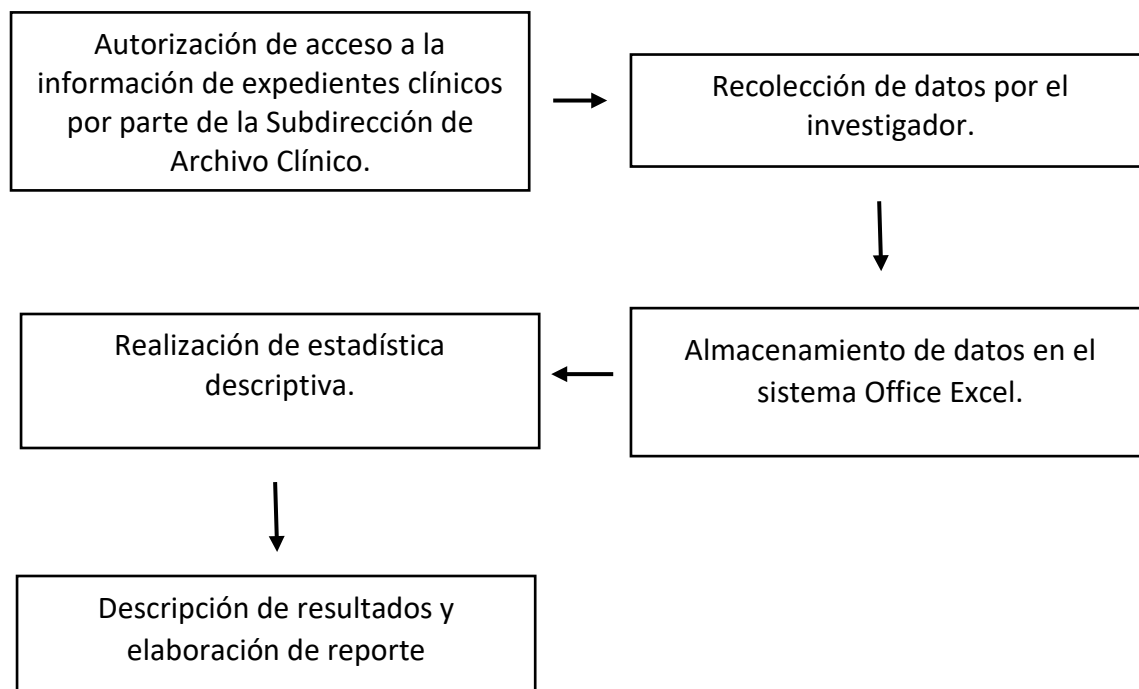 Autorización de acceso a la
información de expedientes clínicos
por parte de la Subdirección de
Archivo Clínico.
Recolección de datos por el
investigador.
Almacenamiento de datos en el
sistema Office Excel.
Realización de estadística
descriptiva.
Descripción de resultados y
elaboración de reporte